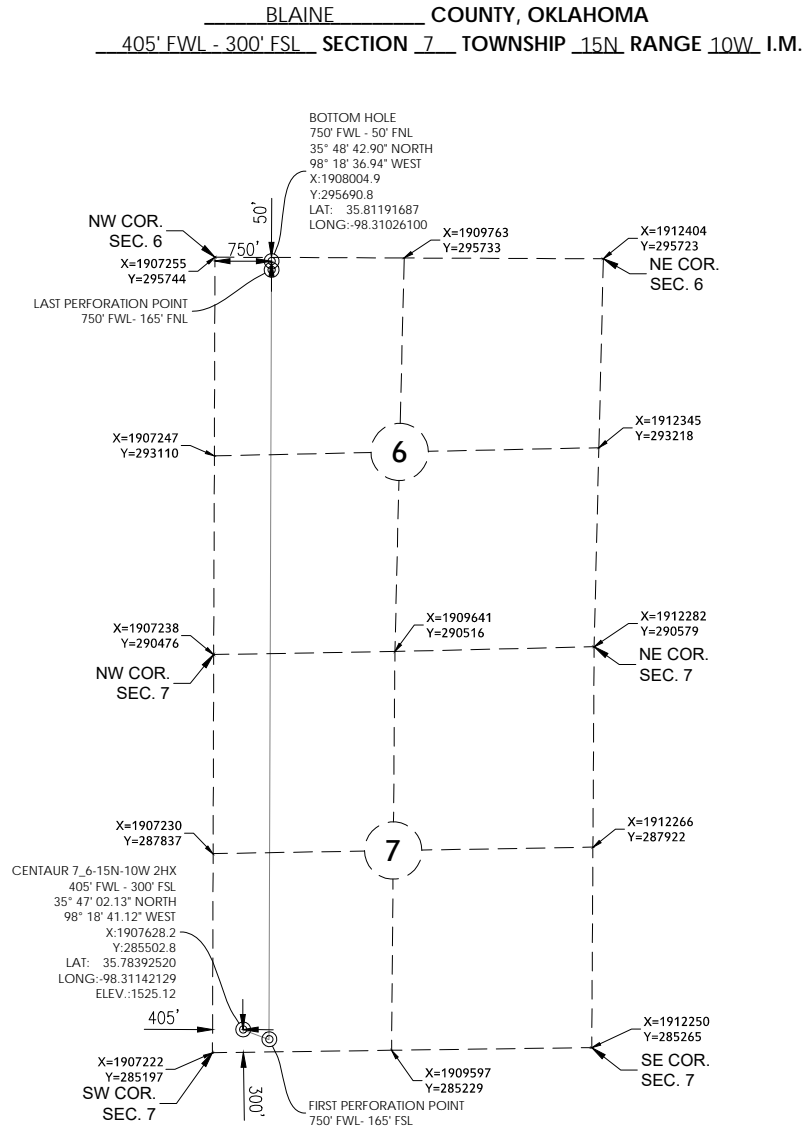 BLAINE COUNTY, OKLAHOMA
405' FWL - 300' FSL SECTION 7 TOWNSHIP 15N RANGE 10W I.M.
BOTTOM HOLE
750' FWL - 50' FNL
35° 48' 42.90" NORTH
98° 18' 36.94" WEST
X:1908004.9
Y:295690.8
LAT: 35.81191687
LONG:-98.31026100
50'
NW COR.
SEC. 6
750'
X=1907255
Y=295744
X=1909763
Y=295733
X=1912404
Y=295723
NE COR.
SEC. 6
LAST PERFORATION POINT
750' FWL- 165' FNL
X=1907247
Y=293110
6
X=1912345
Y=293218
X=1907238
Y=290476
NW COR.
SEC. 7
X=1909641
Y=290516
X=1912282
Y=290579
NE COR.
SEC. 7
X=1907230
Y=287837
7
X=1912266
Y=287922
CENTAUR 7_6-15N-10W 2HX
405' FWL - 300' FSL
35° 47' 02.13" NORTH
98° 18' 41.12" WEST
X:1907628.2
Y:285502.8
LAT: 35.78392520
LONG:-98.31142129
ELEV.:1525.12
405'
X=1907222
Y=285197
SW COR.
SEC. 7
300'
FIRST PERFORATION POINT
750' FWL- 165' FSL
X=1909597
Y=285229
X=1912250
Y=285265
SE COR.
SEC. 7